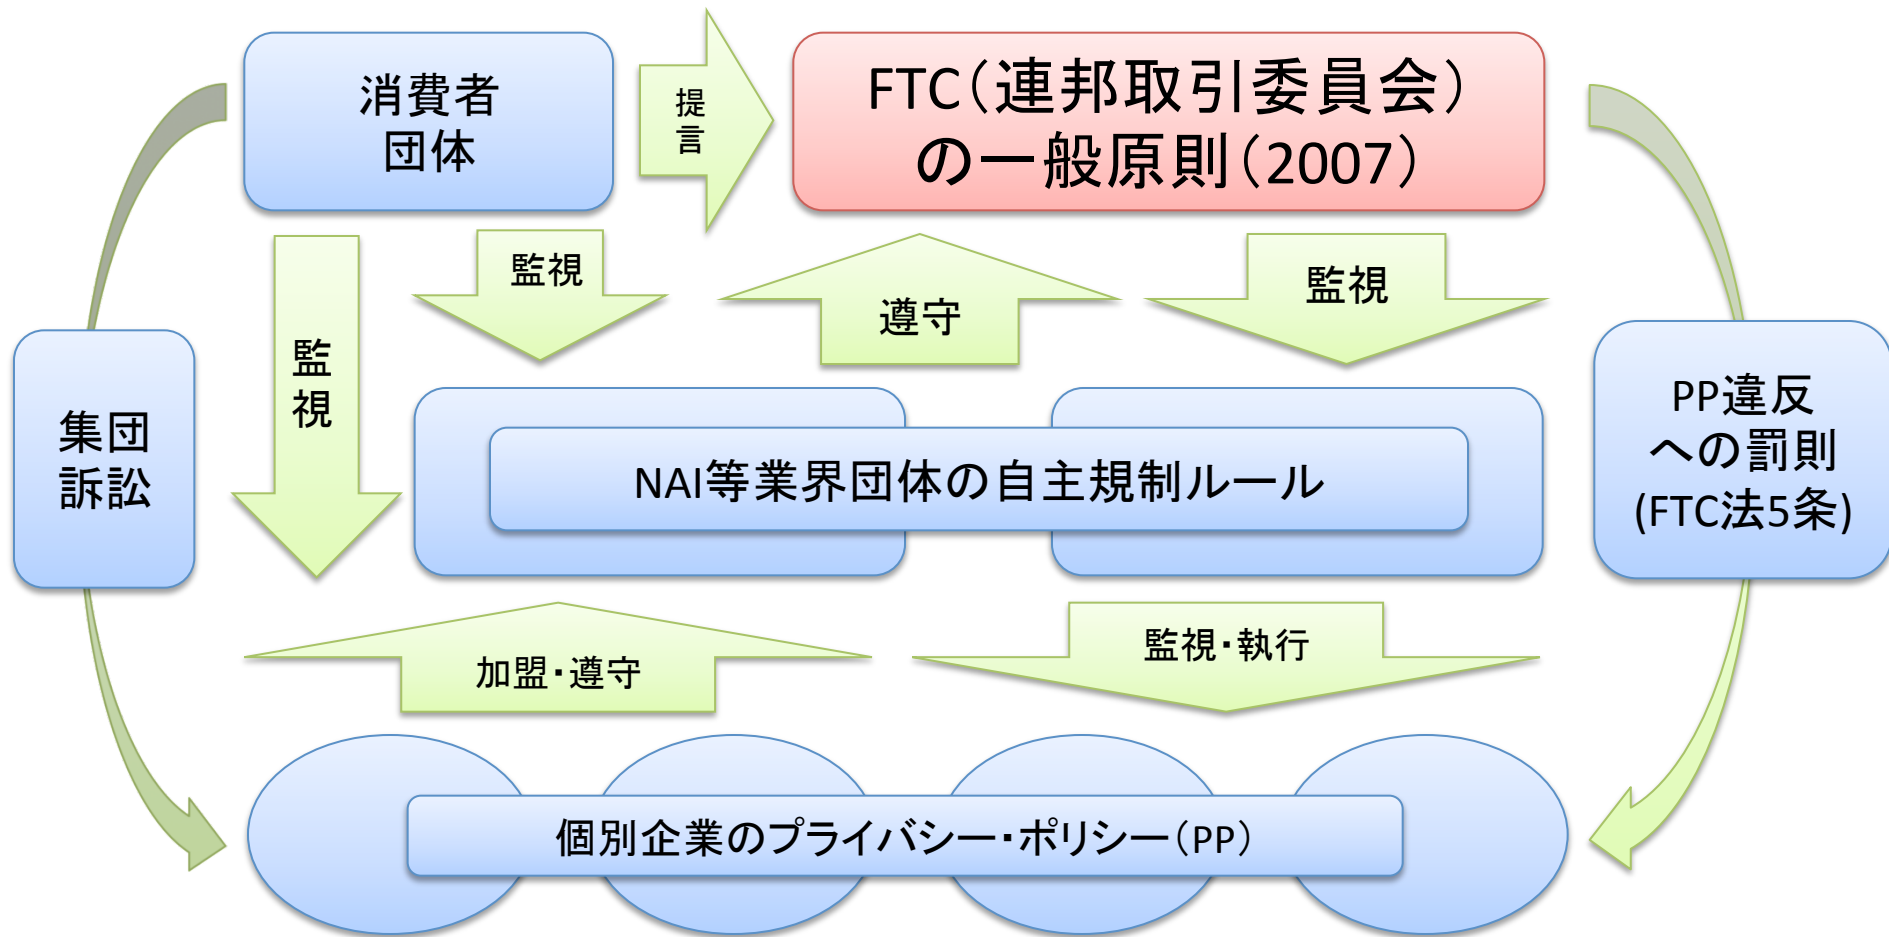 消費者
団体
提
言
FTC（連邦取引委員会）
の一般原則（2007）
監視
監
視
遵守
監視
集団
訴訟
NAI等業界団体の自主規制ルール
PP違反
への罰則
(FTC法5条)
加盟・遵守
監視・執行
個別企業のプライバシー・ポリシー（PP）